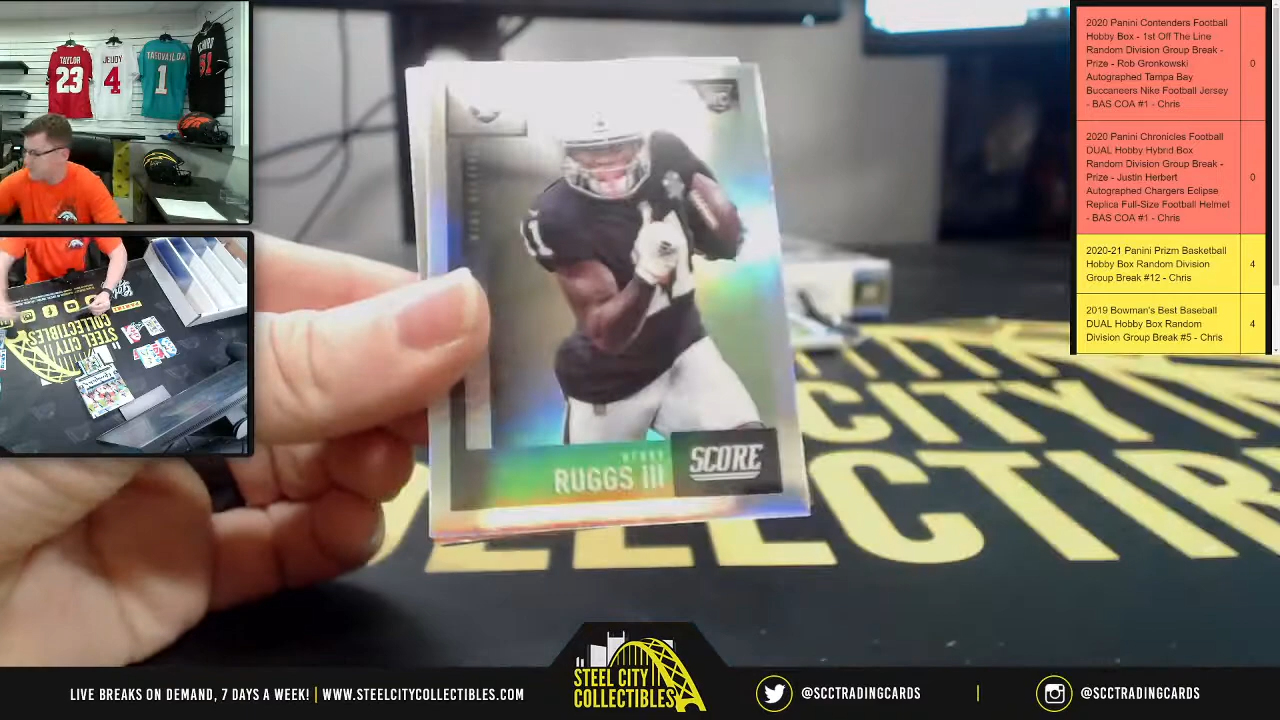 TAYLOR
23
JEUDY
4
TAGOVAILOA
1
2020 Panini Contenders Football
Hobby Box - 1st Off The Line
Random Division Group Break -
Prize - Rob Gronkowski
Autographed Tampa Bay
Buccaneers Nike Football Jersey
- BAS COA #1 - Chris
0
2020 Panini Chronicles Football
DUAL Hobby Hybrid Box
Random Division Group Break -
Prize - Justin Herbert
Autographed Chargers Eclipse
Replica Full-Size Football Helmet
- BAS COA #1 - Chris
0
2020-21 Panini Prizm Basketball
Hobby Box Random Division
Group Break #12 - Chris
4
2019 Bowman's Best Baseball
DUAL Hobby Box Random
Division Group Break #5 - Chris
4
RC
HENRY
RUGGS III
SCORE
STEEL CITY
COLLECTIBLES
LIVE BREAKS ON DEMAND, 7 DAYS A WEEK! | WWW.STEELCITYCOLLECTIBLES.COM
STEEL CITY
COLLECTIBLES
@SCCTRADINGCARDS
@SCCTRADINGCARDS